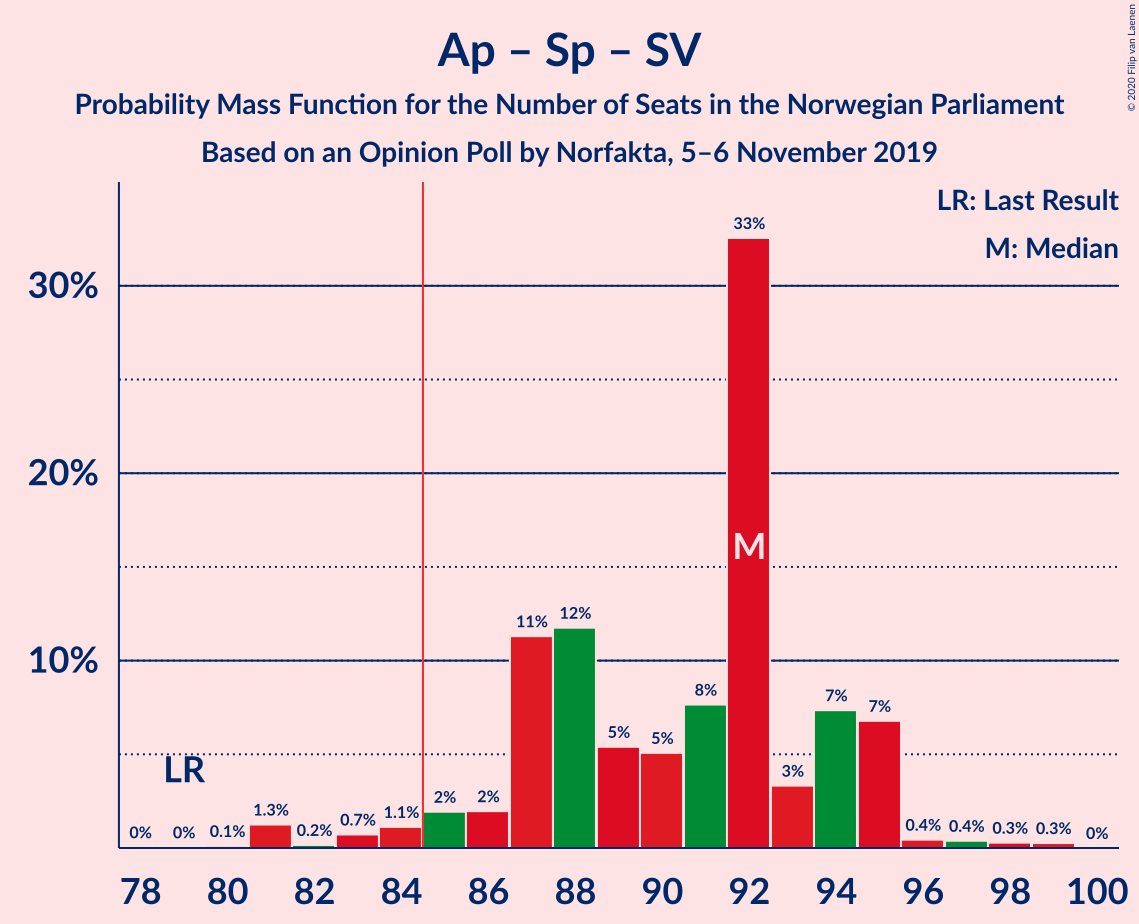 Ap – Sp – SV
Probability Mass Function for the Number of Seats in the Norwegian Parliament
Based on an Opinion Poll by Norfakta, 5–6 November 2019
© 2020 Filip van Laenen
LR: Last Result
M: Median
30%
20%
10%
0% 0% 0.1% 1.3% 0.2% 0.7% 1.1% 2% 2% 11% 12% 5% 5% 8% 33% 3% 7% 7% 0.4% 0.4% 0.3% 0.3% 0%
LR
M
78 80 82 84 86 88 90 92 94 96 98 100